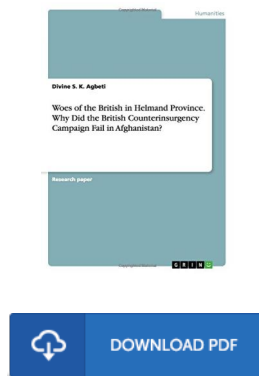 Humanities
Divine S. K. Agbeti
Woes of the British in Helmand Province.
Why Did the British Counterinsurgency
Campaign Fail in Afghanistan?
Research paper
GRIN
DOWNLOAD PDF